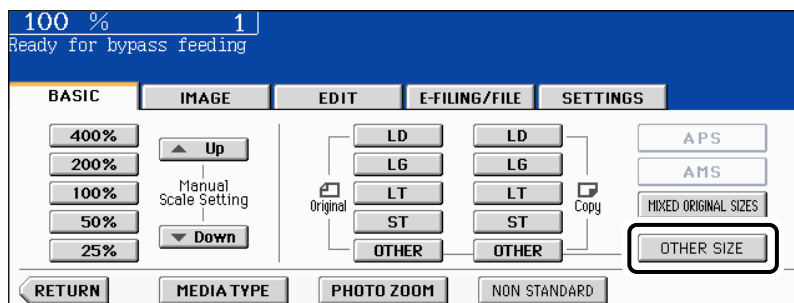 100 % 1
Ready for bypass feeding
BASIC IMAGE EDIT E-FILING/FILE SETTINGS
400%
200%
100%
50%
25%
Up
Manual
Scale Setting
Down
Original
LD
LG
LT
ST
OTHER
LD
LG
LT
ST
OTHER
Copy
APS
AMS
MIXED ORIGINAL SIZES
OTHER SIZE
RETURN MEDIA TYPE PHOTO ZOOM NON STANDARD